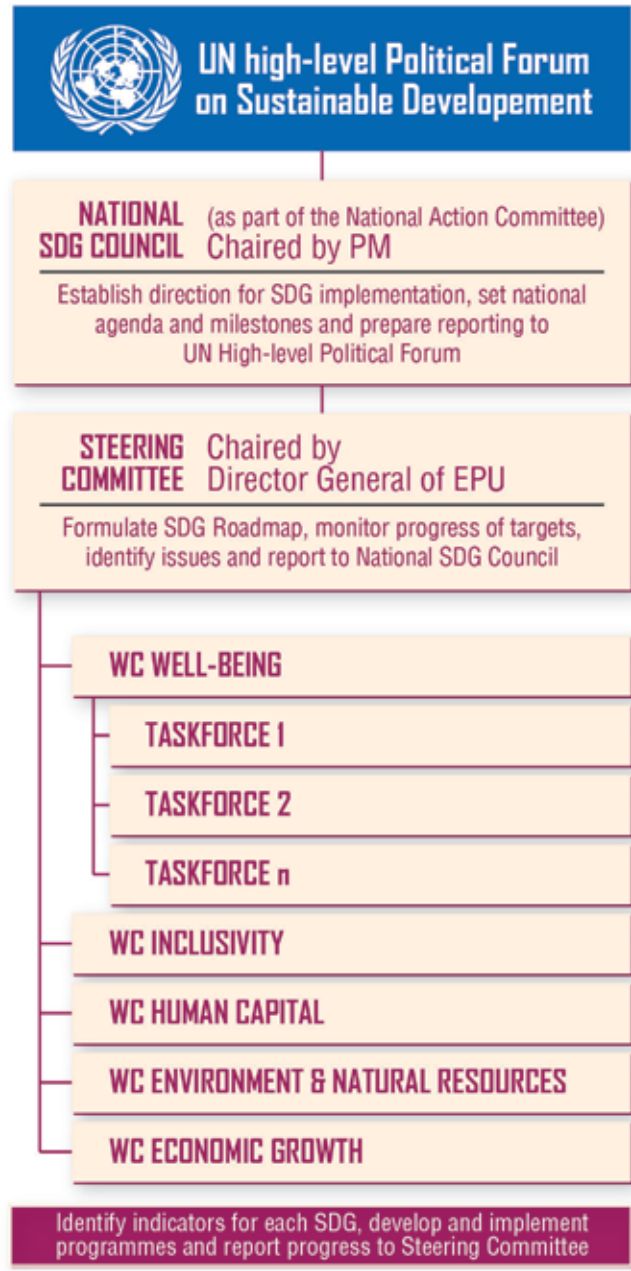 UN high-level Political Forum
on Sustainable Developement
NATIONAL SDG COUNCIL
(as part of the National Action Committee)
Chaired by PM
Establish direction for SDG implementation, set national
agenda and milestones and prepare reporting to
UN High-level Political Forum
STEERING COMMITTEE
Chaired by
Director General of EPU
Formulate SDG Roadmap, monitor progress of targets,
identify issues and report to National SDG Council
WC WELL-BEING
TASKFORCE 1
TASKFORCE 2
TASKFORCE n
WC INCLUSIVITY
WC HUMAN CAPITAL
WC ENVIRONMENT & NATURAL RESOURCES
WC ECONOMIC GROWTH
Identify indicators for each SDG, develop and implement
programmes and report progress to Steering Committee